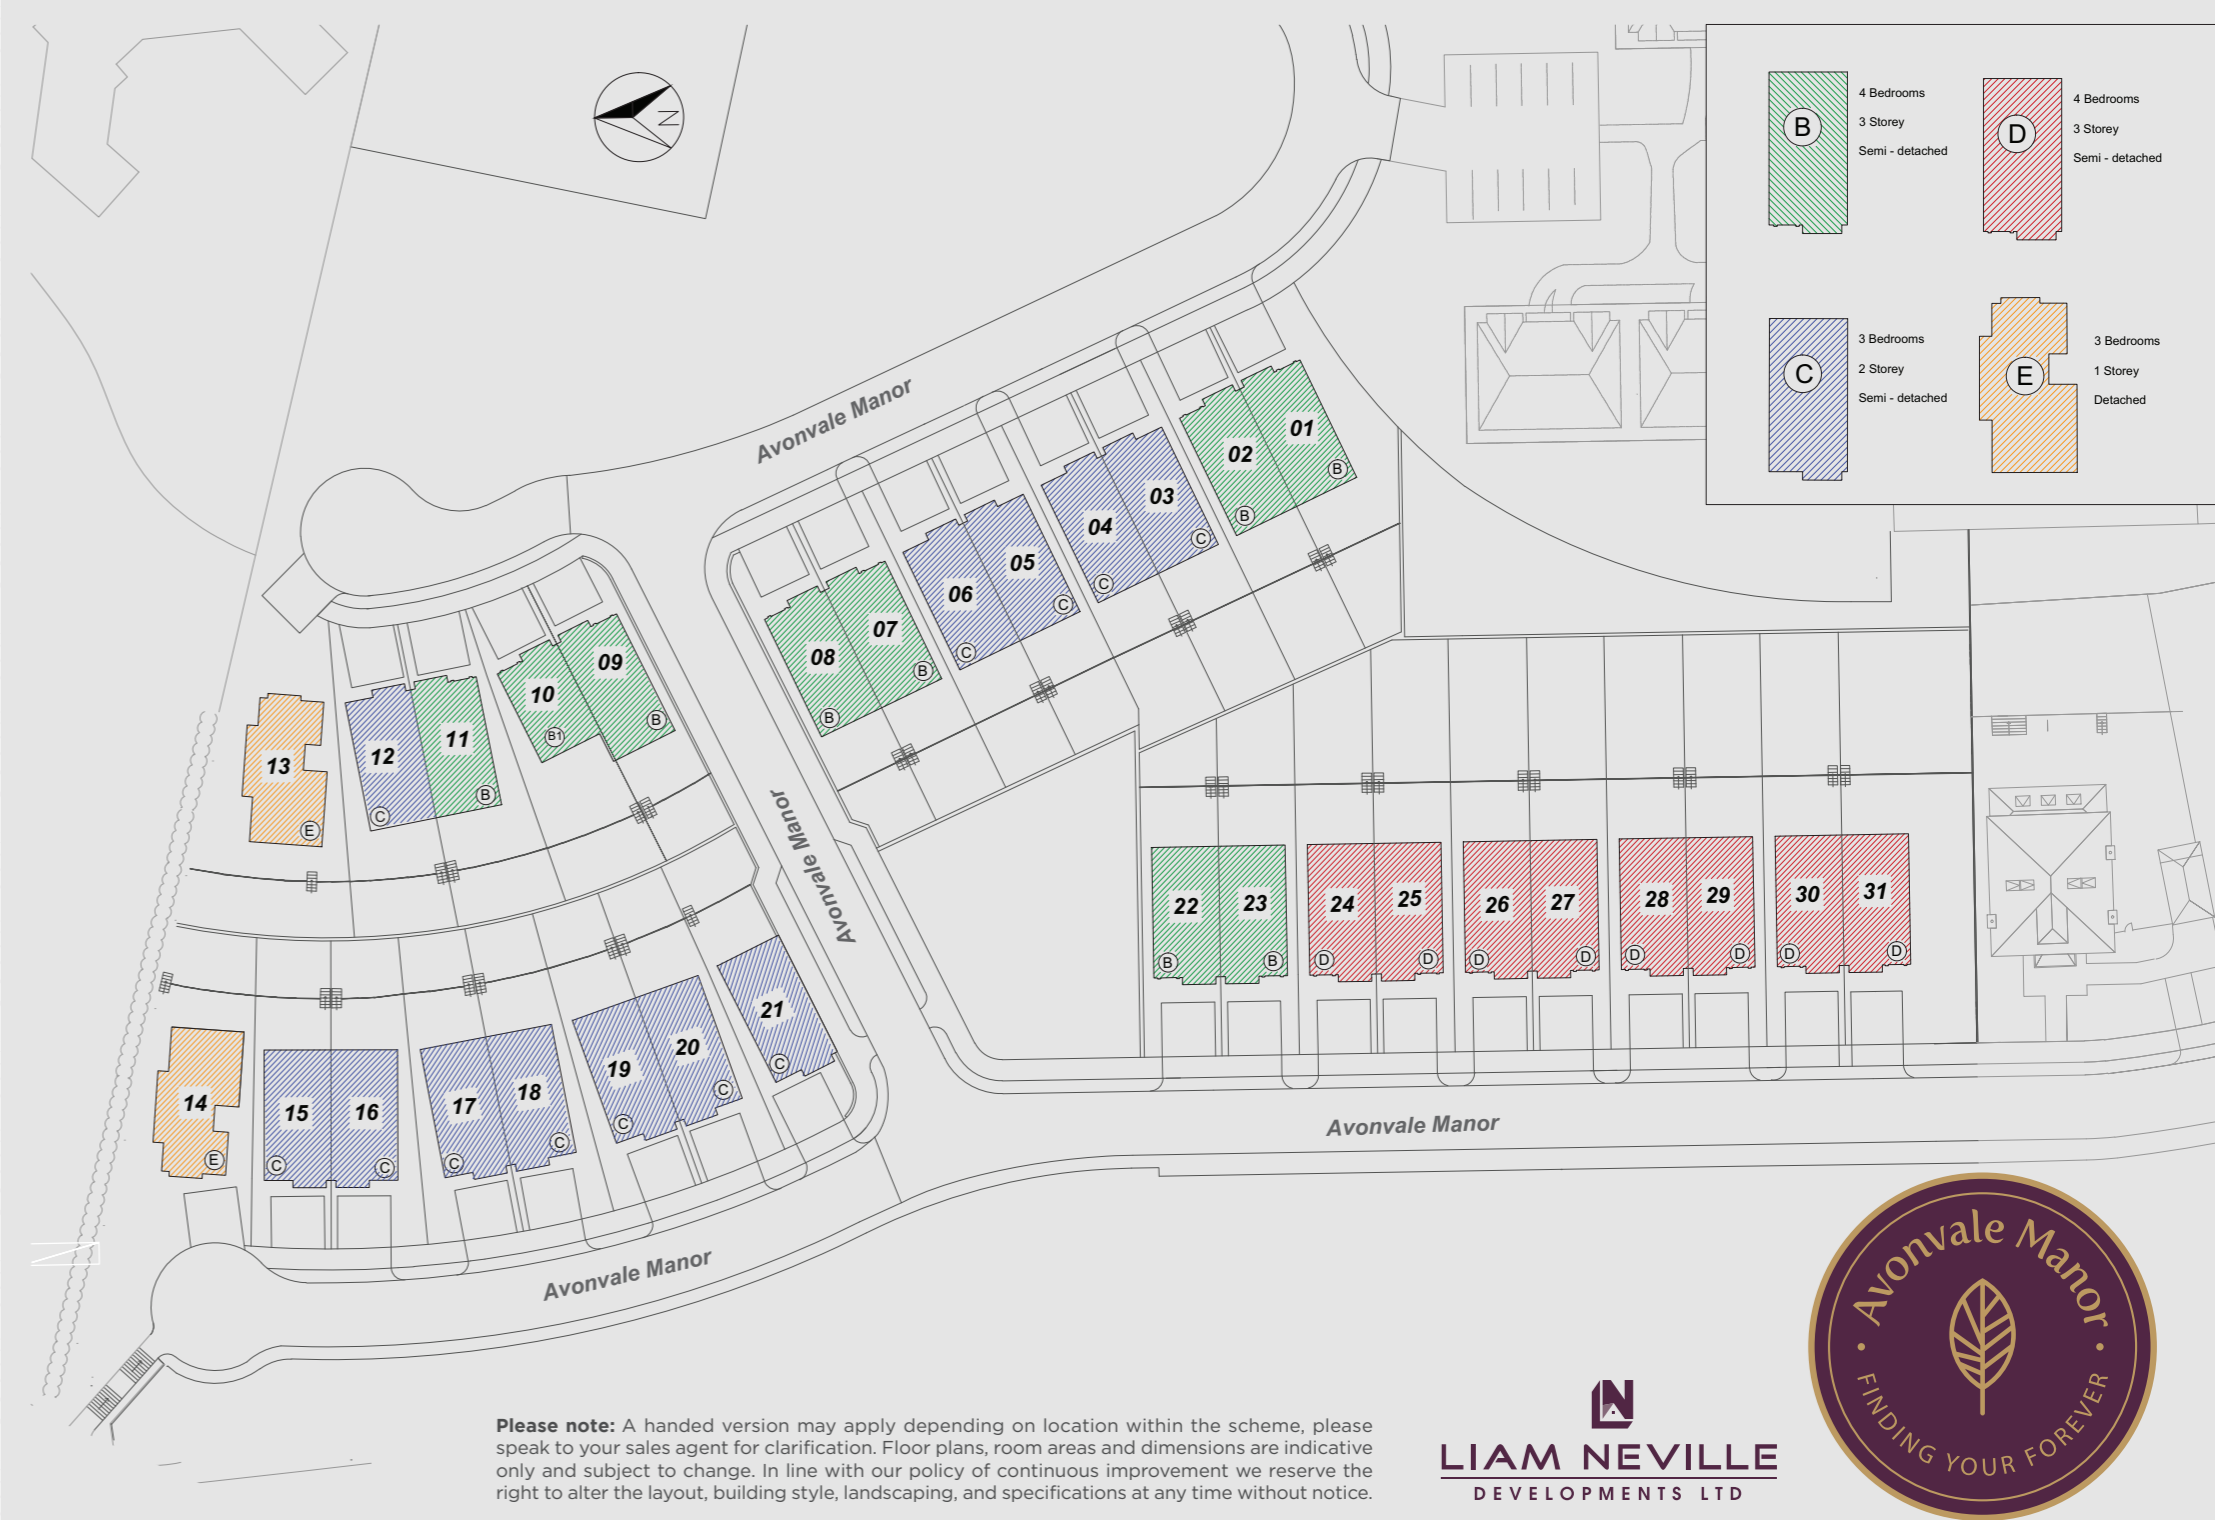 N
B
4 Bedrooms
3 Storey
Semi - detached
D
4 Bedrooms
3 Storey
Semi - detached
C
3 Bedrooms
2 Storey
Semi - detached
E
3 Bedrooms
1 Storey
Detached
Avonvale Manor
01
B
02
B
03
C
04
C
05
C
06
C
07
B
08
B
09
B
10
B1
11
B
12
C
13
E
Avonvale Manor
14
E
15
C
16
C
17
C
18
C
19
C
20
C
21
C
22
B
23
B
24
D
25
D
26
D
27
D
28
D
29
D
30
D
31
D
Avonvale Manor
Avonvale Manor
Please note: A handed version may apply depending on location within the scheme, please
speak to your sales agent for clarification. Floor plans, room areas and dimensions are indicative
only and subject to change. In line with our policy of continuous improvement we reserve the
right to alter the layout, building style, landscaping, and specifications at any time without notice.
LIAM NEVILLE
DEVELOPMENTS LTD
Avonvale Manor
FINDING YOUR FOREVER